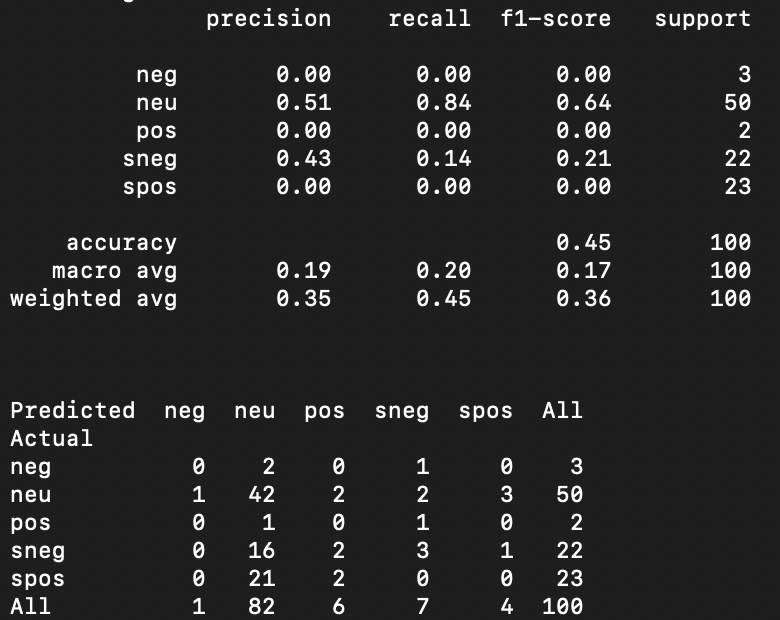 precision recall f1-score support
neg 0.00 0.00 0.00 3
neu 0.51 0.84 0.64 50
pos 0.00 0.00 0.00 2
sneg 0.43 0.14 0.21 22
spos 0.00 0.00 0.00 23
accuracy 0.45 100
macro avg 0.19 0.20 0.17 100
weighted avg 0.35 0.45 0.36 100
Predicted neg neu pos sneg spos All
Actual
neg 0 2 0 1 0 3
neu 1 42 2 2 3 50
pos 0 1 0 1 0 2
sneg 0 16 2 3 1 22
spos 0 21 2 0 0 23
All 1 82 6 7 4 100